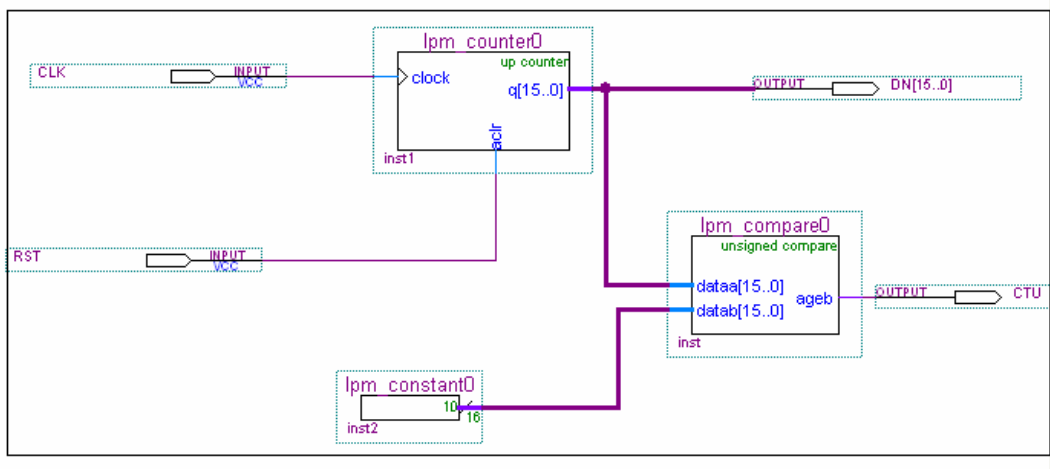 lpm_counter0
up counter
CLK
INPUT
VCC
clock
q[15..0]
OUTPUT
DN[15..0]
aclr
inst1
RST
INPUT
VCC
lpm_compare0
unsigned compare
dataa[15..0]
datab[15..0]
ageb
OUTPUT
CTU
inst
lpm_constant0
10
16
inst2